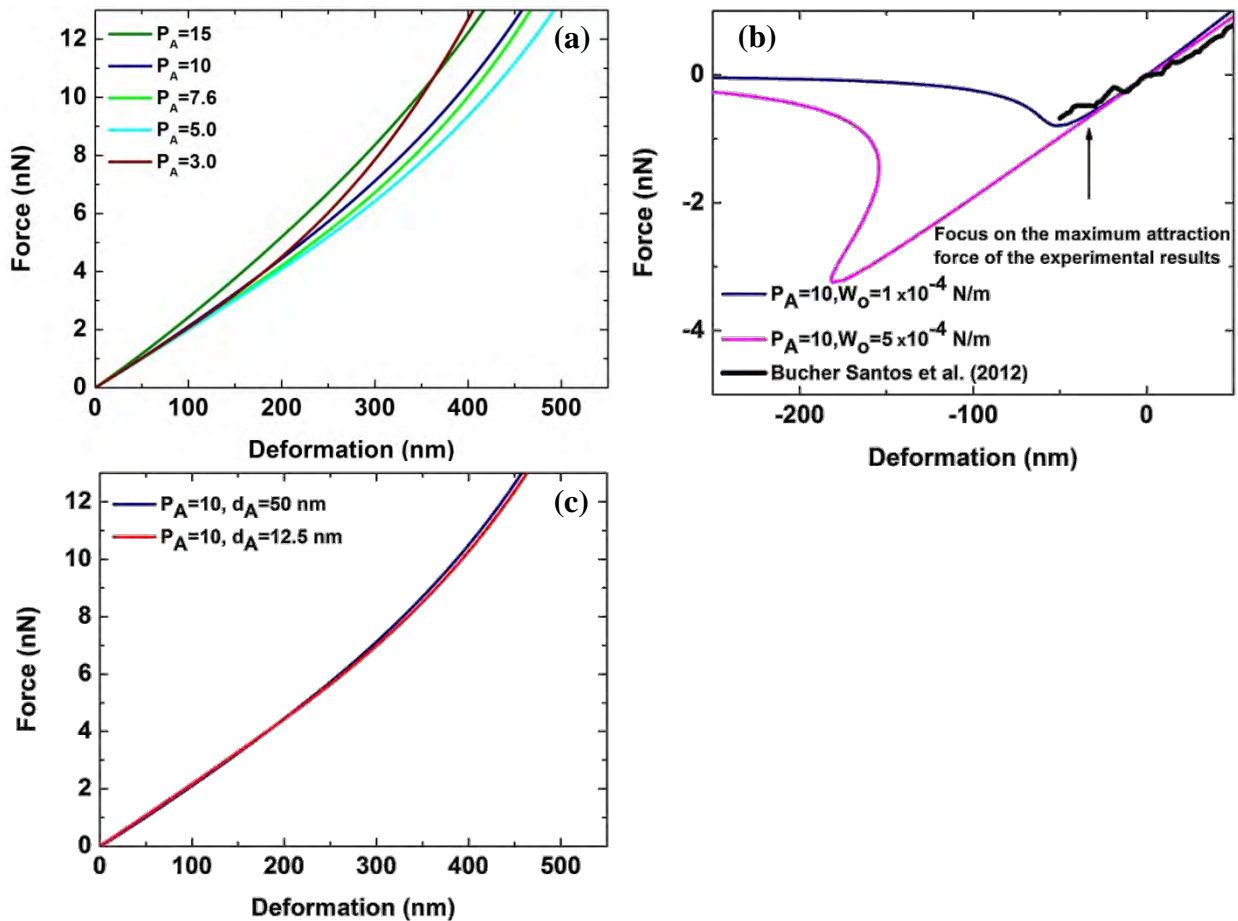 (a)
P_A=15
P_A=10
P_A=7.6
P_A=5.0
P_A=3.0
12
10
8
6
4
2
0
Force (nN)
0 100 200 300 400 500
Deformation (nm)
(b)
0
-2
-4
Force (nN)
Focus on the maximum attraction
force of the experimental results
P_A=10,W_o=1 x10^-4 N/m
P_A=10,W_o=5 x10^-4 N/m
Bucher Santos et al. (2012)
-200 -100 0
Deformation (nm)
(c)
P_A=10, d_A=50 nm
P_A=10, d_A=12.5 nm
12
10
8
6
4
2
0
Force (nN)
0 100 200 300 400 500
Deformation (nm)